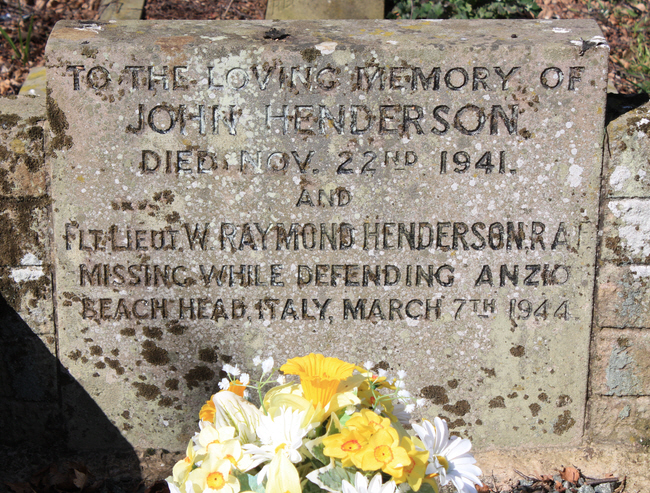 TO THE LOVING MEMORY OF
JOHN HENDERSON
DIED NOV. 22ND 1941.
AND
FLT. LIEUT. W. RAYMOND HENDERSON, R.A.F
MISSING WHILE DEFENDING ANZIO
BEACH HEAD, ITALY, MARCH 7TH 1944.